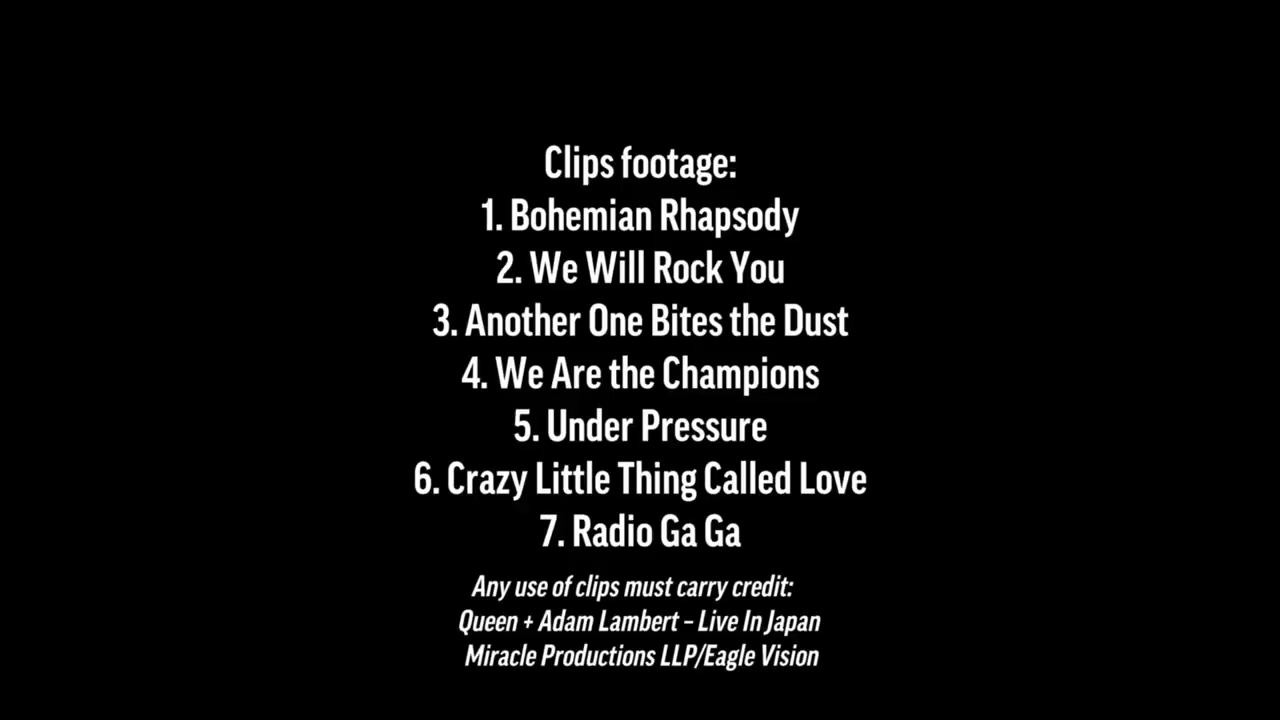 Clips footage:
1. Bohemian Rhapsody
2. We Will Rock You
3. Another One Bites the Dust
4. We Are the Champions
5. Under Pressure
6. Crazy Little Thing Called Love
7. Radio Ga Ga
Any use of clips must carry credit:
Queen + Adam Lambert – Live In Japan
Miracle Productions LLP/Eagle Vision